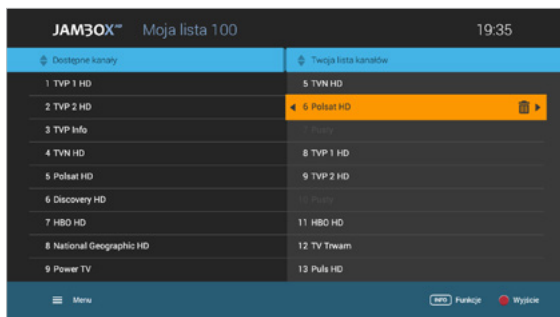 JAMBOX Moja lista 100 19:35
Dostępne kanały
1 TVP 1 HD
2 TVP 2 HD
3 TVP Info
4 TVN HD
5 Polsat HD
6 Discovery HD
7 HBO HD
8 National Geographic HD
9 Power TV
Twoja lista kanałów
5 TVN HD
6 Polsat HD
7 Pusty
8 TVP 1 HD
9 TVP 2 HD
10 Pusty
11 HBO HD
12 TV Trwam
13 Puls HD
Menu INFO Funkcje Wyjście